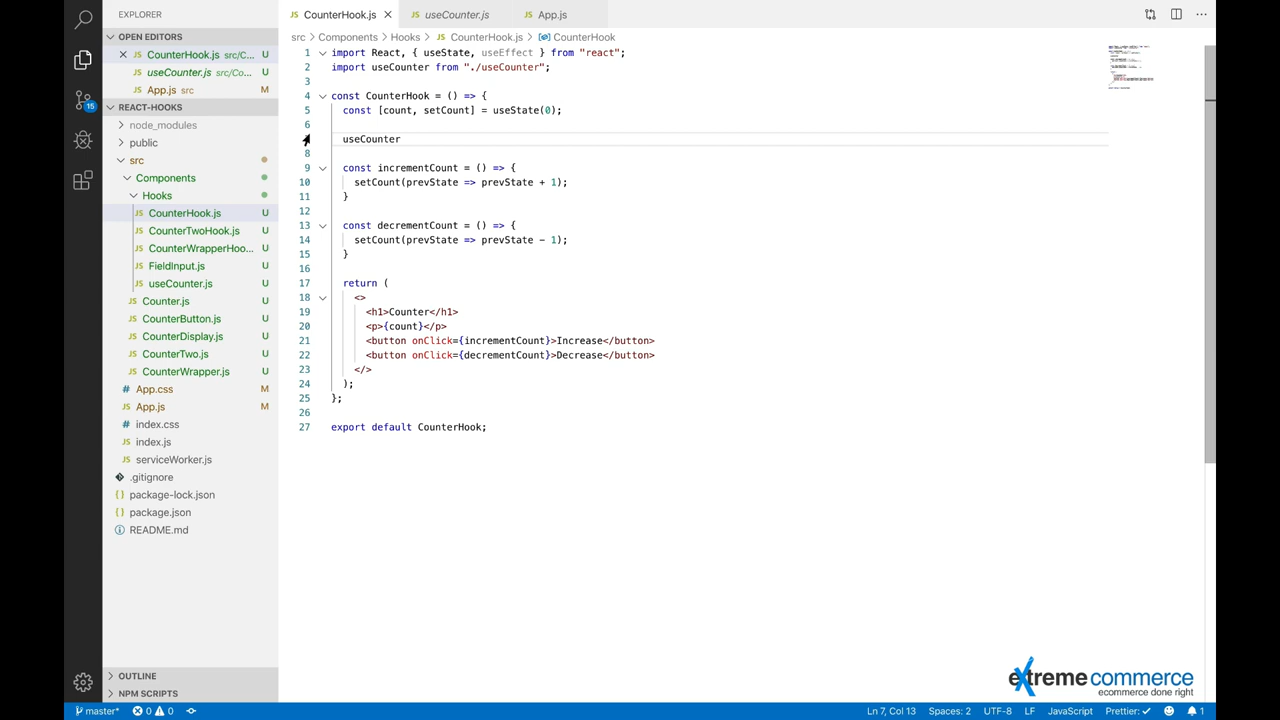 EXPLORER
OPEN EDITORS
CounterHook.js src/C...
useCounter.js src/Co...
App.js src M
REACT-HOOKS
node_modules
public
src
Components
Hooks
CounterHook.js U
CounterTwoHook.js U
CounterWrapperHoo... U
FieldInput.js U
useCounter.js U
Counter.js U
CounterButton.js U
CounterDisplay.js U
CounterTwo.js U
CounterWrapper.js U
App.css M
App.js M
index.css
index.js
serviceWorker.js
.gitignore
package-lock.json
package.json
README.md
OUTLINE
NPM SCRIPTS
15
CounterHook.js useCounter.js App.js
src > Components > Hooks > CounterHook.js > CounterHook
1 import React, { useState, useEffect } from "react";
2 import useCounter from "./useCounter";
3
4 const CounterHook = () => {
5 const [count, setCount] = useState(0);
6
useCounter
8
9 const incrementCount = () => {
10 setCount(prevState => prevState + 1);
11 }
12
13 const decrementCount = () => {
14 setCount(prevState => prevState - 1);
15 }
16
17 return (
18 <>
19 <h1>Counter</h1>
20 <p>{count}</p>
21 <button onClick={incrementCount}>Increase</button>
22 <button onClick={decrementCount}>Decrease</button>
23 </>
24 );
25 };
26
27 export default CounterHook;
extreme commerce
ecommerce done right
master* 0 0 Ln 7, Col 13 Spaces: 2 UTF-8 LF JavaScript Prettier: ✓ 1